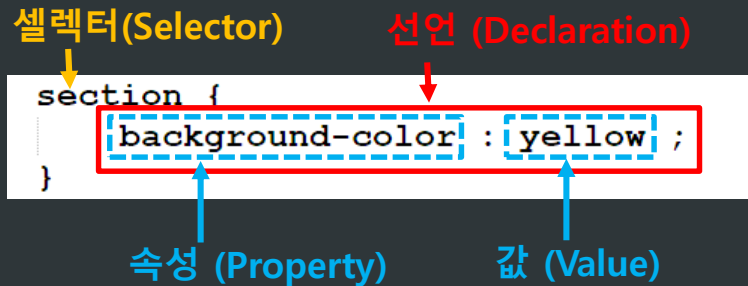 셀렉터(Selector) 선언 (Declaration)
section {
background-color : yellow ;
}
속성 (Property) 값 (Value)